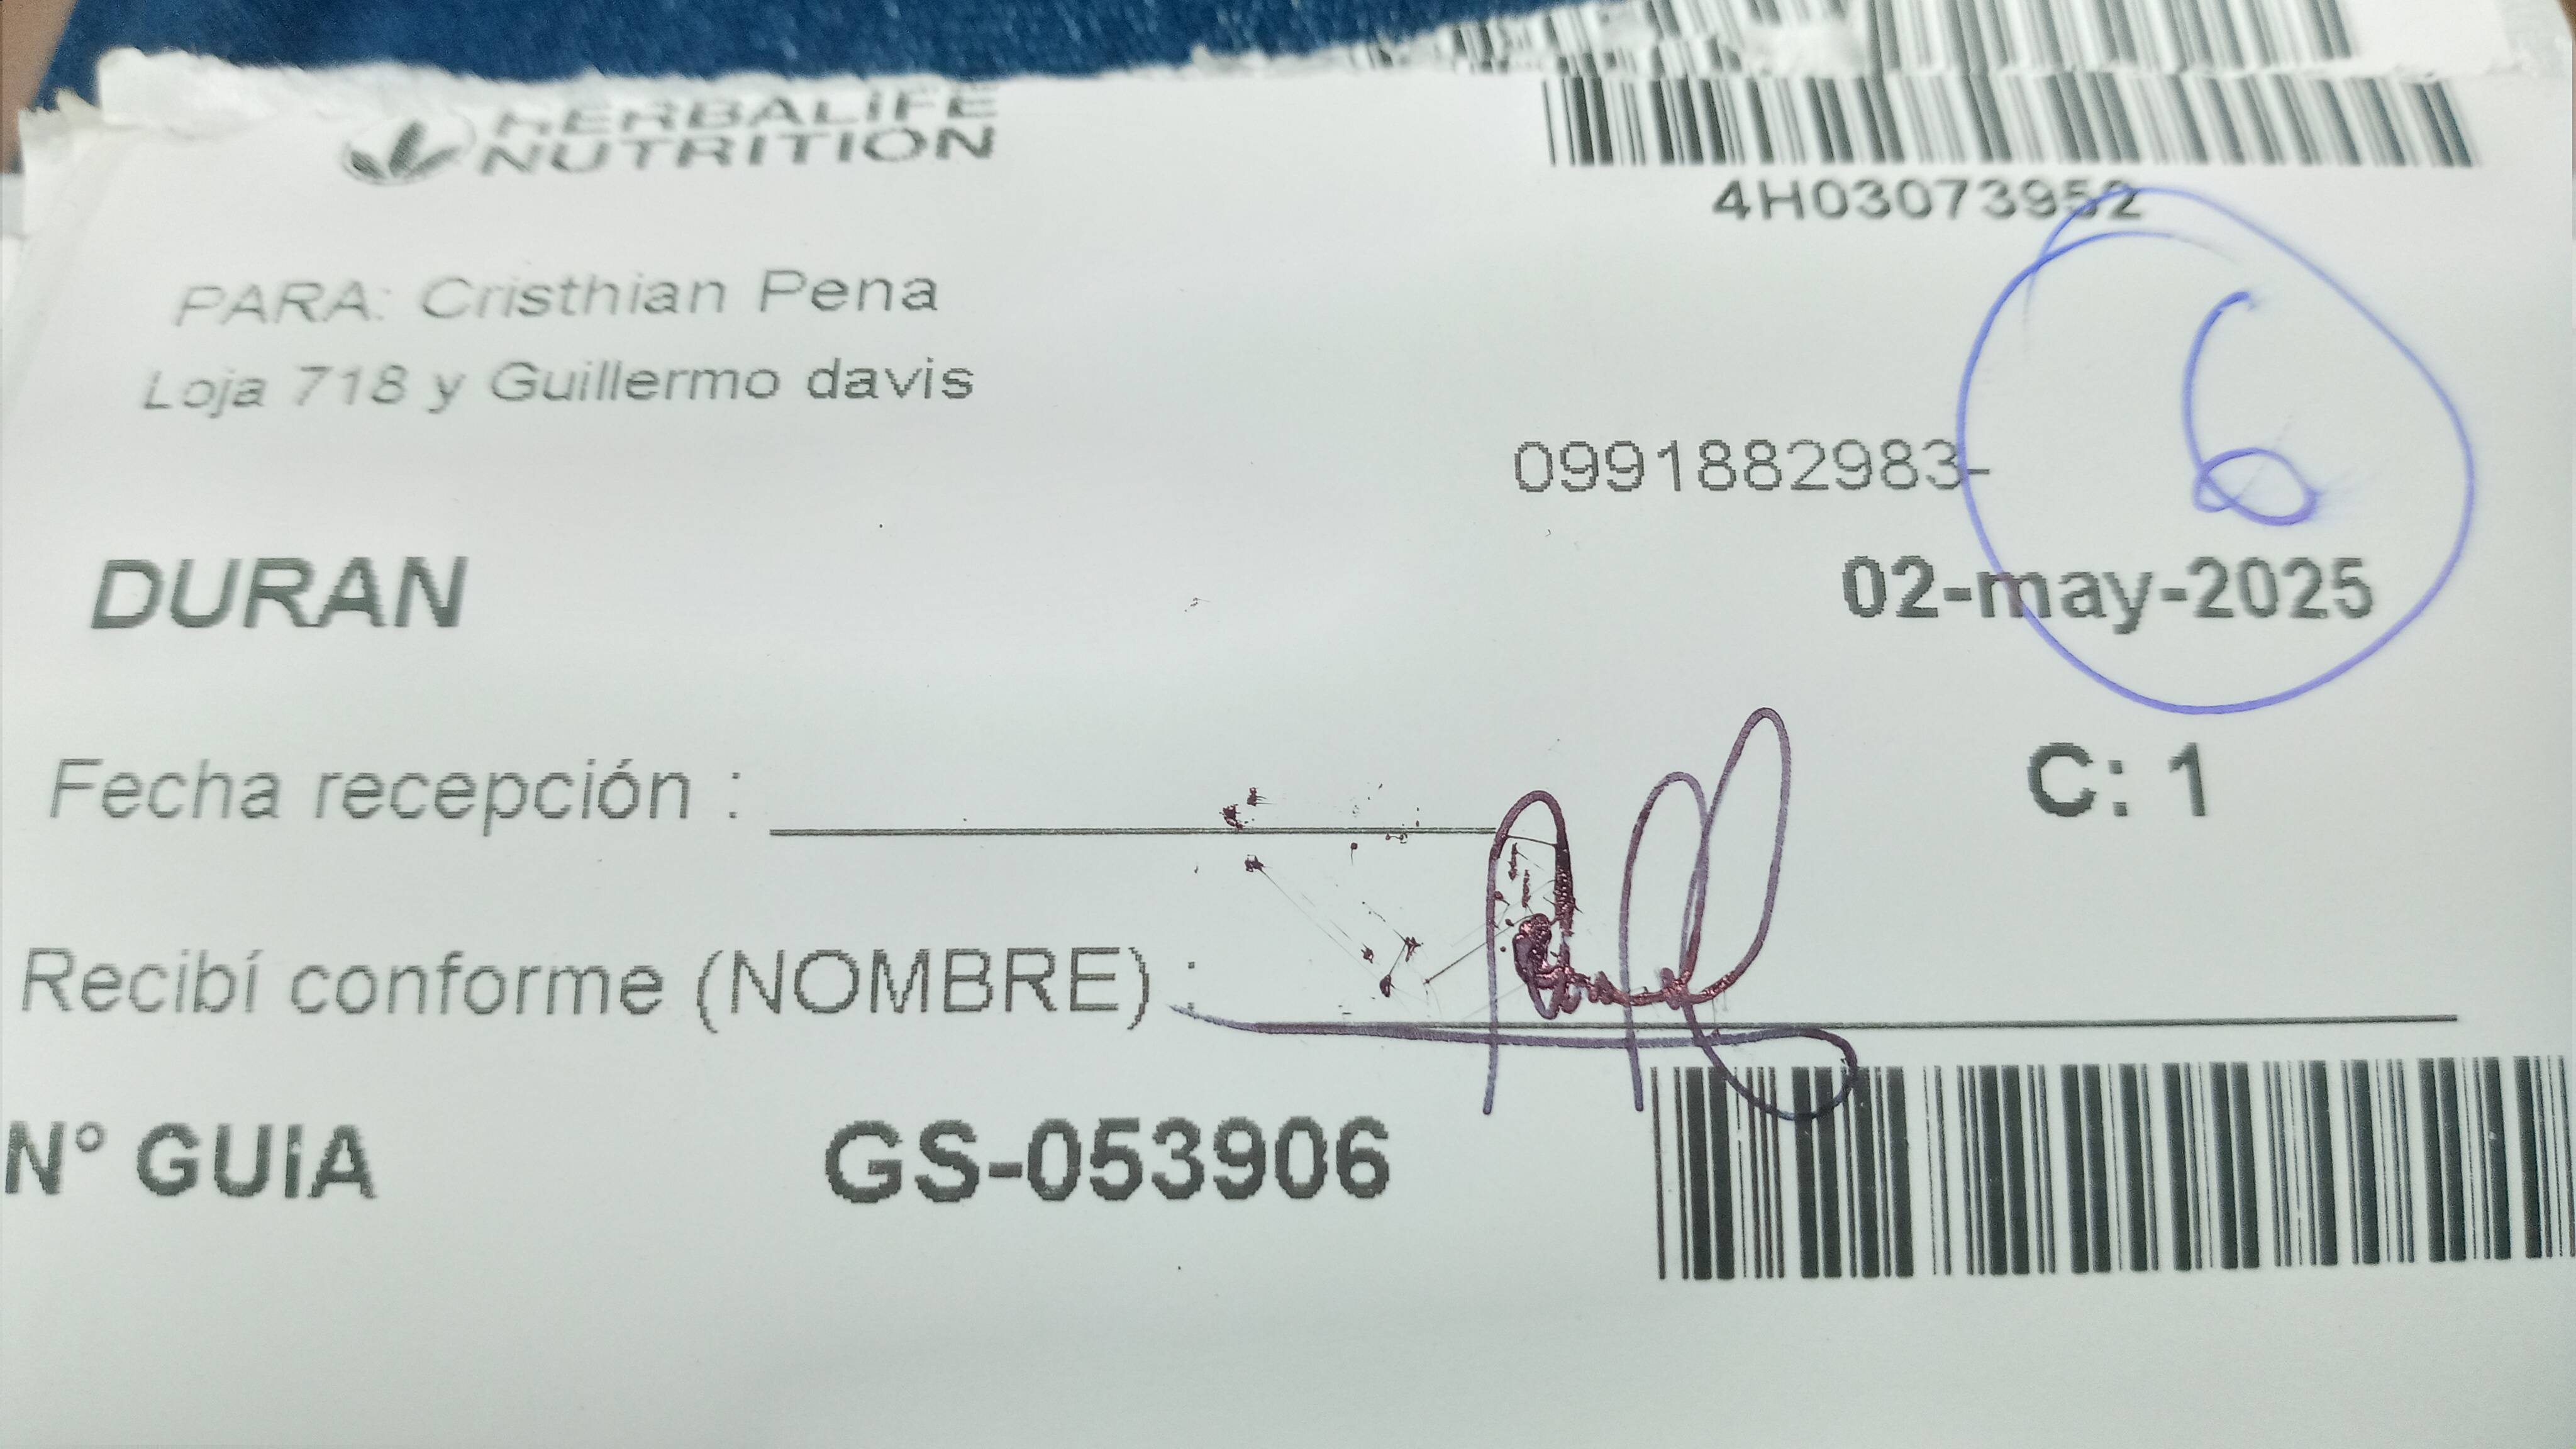 HERBALIFE
NUTRITION
4H03073952
PARA: Cristhian Pena
Loja 718 y Guillermo davis
0991882983-
6
DURAN
02-may-2025
Fecha recepción :
C: 1
Recibí conforme (NOMBRE) :
N° GUIA GS-053906